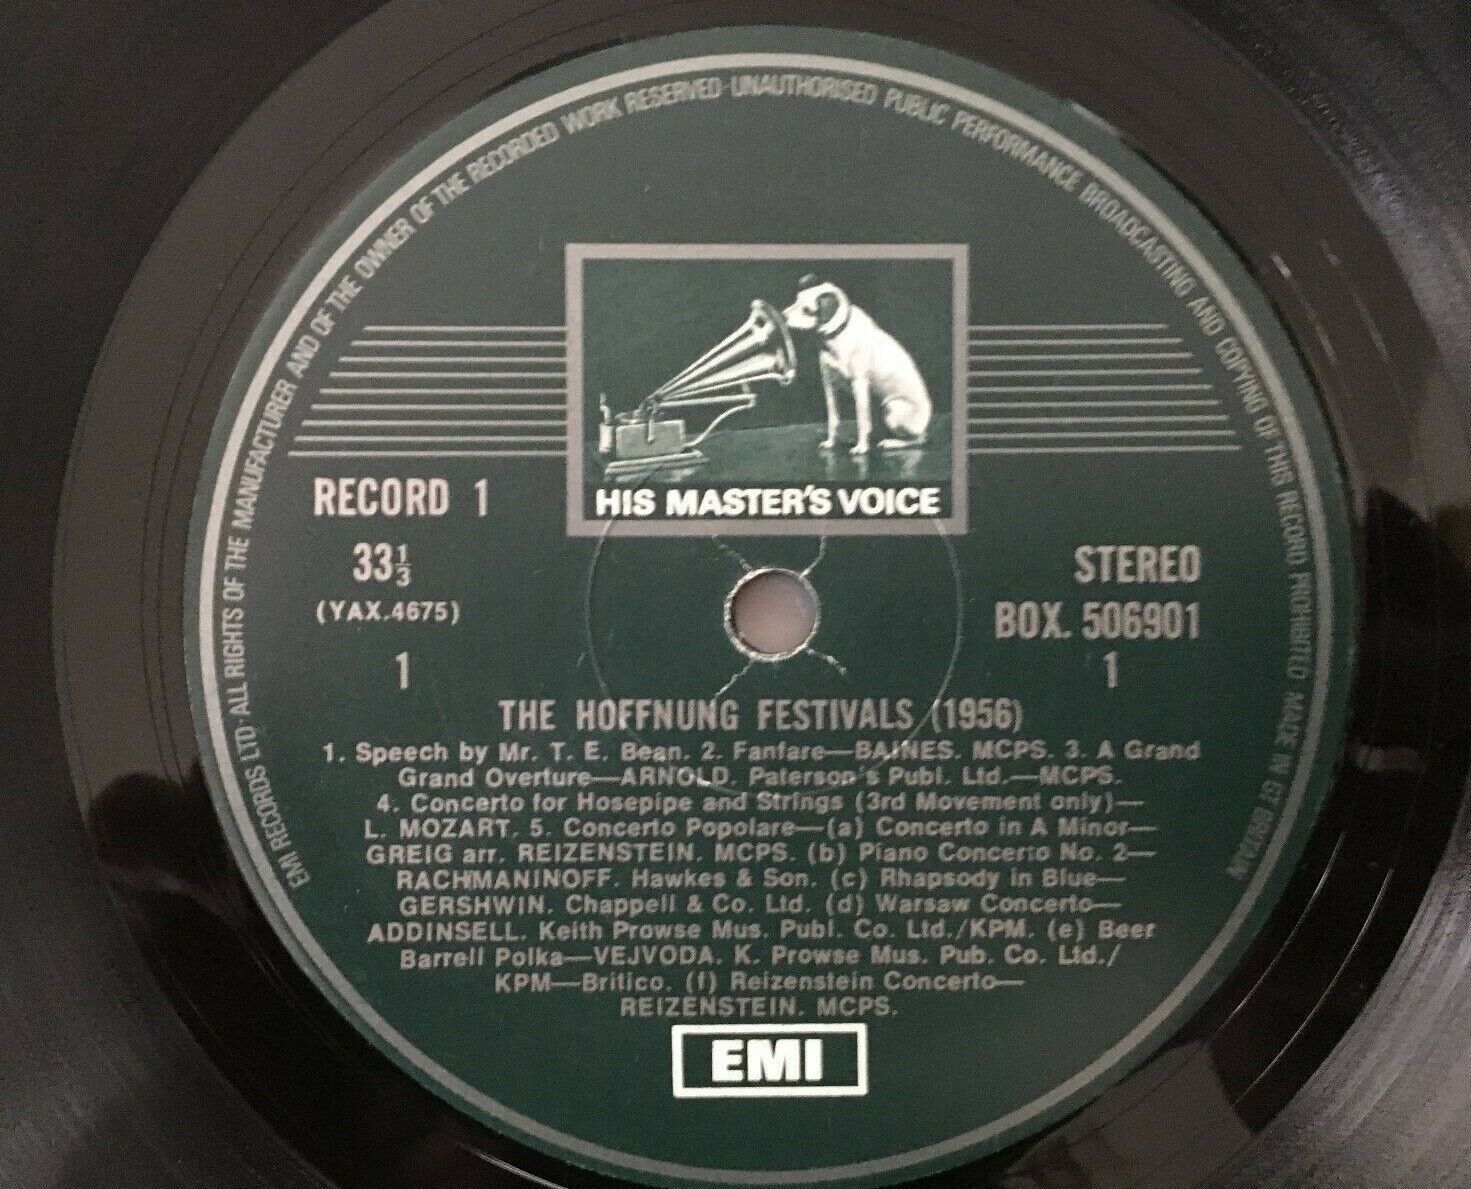 EMI RECORDS LTD·ALL RIGHTS OF THE MANUFACTURER AND OF THE OWNER OF THE RECORDED WORK RESERVED·UNAUTHORISED PUBLIC PERFORMANCE BROADCASTING AND COPYING OF THIS RECORD PROHIBITED MADE IN GT BRITAIN
HIS MASTER'S VOICE
RECORD 1
33⅓
(YAX.4675)
1
STEREO
BOX. 506901
1
THE HOFFNUNG FESTIVALS (1956)
1. Speech by Mr. T. E. Bean. 2. Fanfare—BAINES. MCPS. 3. A Grand
Grand Overture—ARNOLD. Paterson's Publ. Ltd.—MCPS.
4. Concerto for Hosepipe and Strings (3rd Movement only)—
L. MOZART. 5. Concerto Popolare—(a) Concerto in A Minor—
GREIG arr. REIZENSTEIN. MCPS. (b) Piano Concerto No. 2—
RACHMANINOFF. Hawkes & Son. (c) Rhapsody in Blue—
GERSHWIN. Chappell & Co. Ltd. (d) Warsaw Concerto—
ADDINSELL. Keith Prowse Mus. Publ. Co. Ltd./KPM. (e) Beer
Barrell Polka—VEJVODA. K. Prowse Mus. Pub. Co. Ltd./
KPM—Britico. (f) Reizenstein Concerto—
REIZENSTEIN. MCPS.
EMI